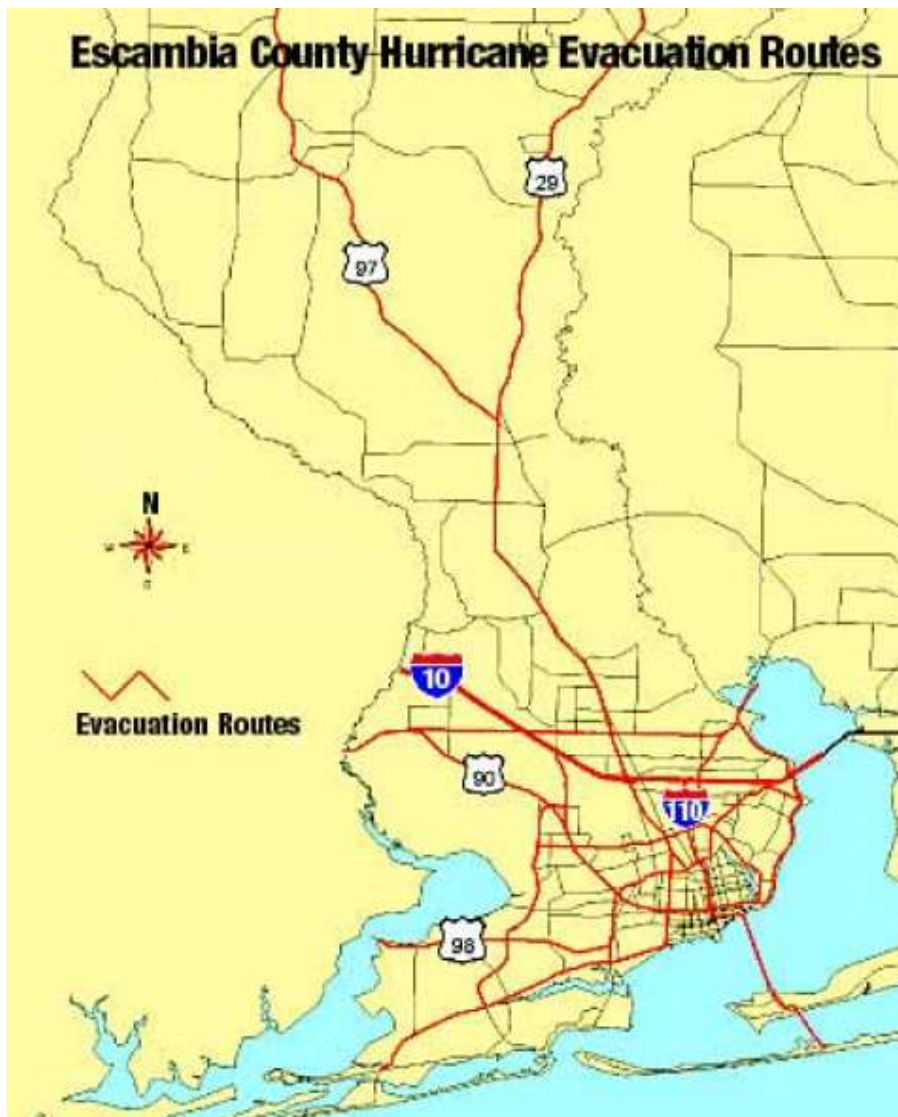 Escambia County Hurricane Evacuation Routes
29
97
N
W E
S
10
Evacuation Routes
90
110
98